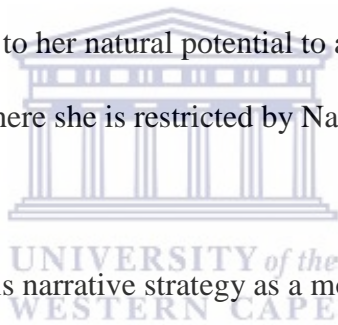 to her natural potential to a
here she is restricted by Na
UNIVERSITY of the
is narrative strategy as a m
WESTERN CAPE